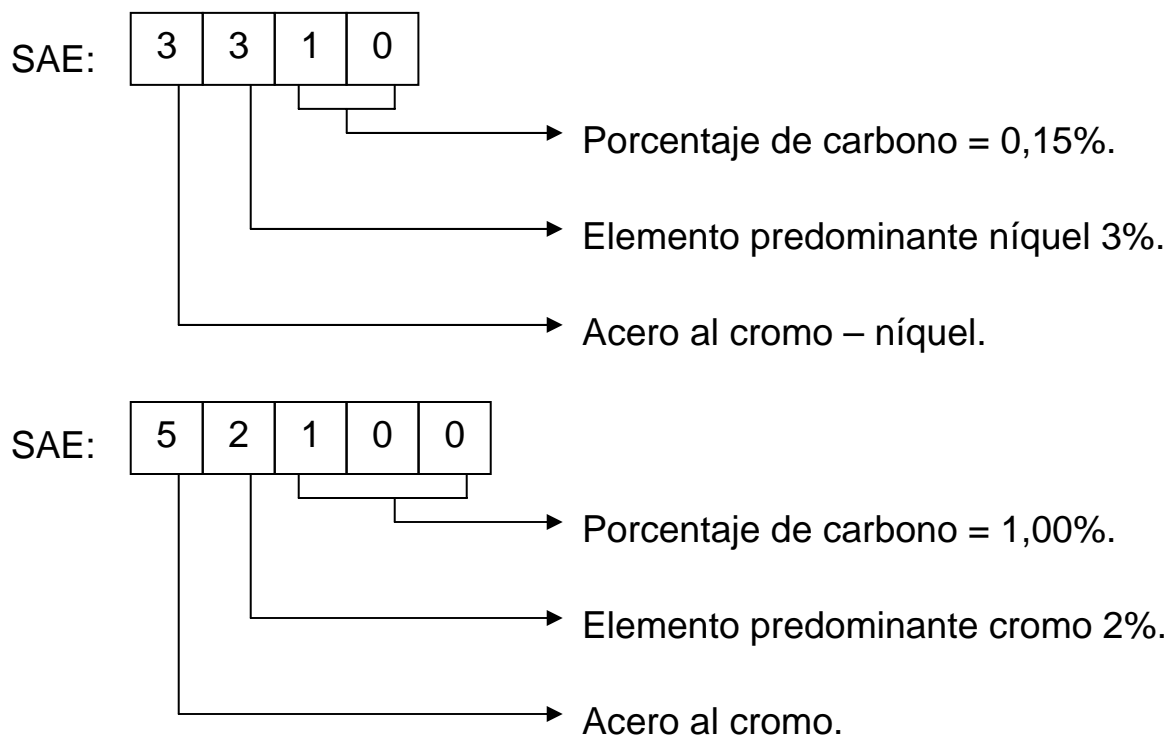 SAE: 3 3 1 0
Porcentaje de carbono = 0,15%.
Elemento predominante níquel 3%.
Acero al cromo – níquel.
SAE: 5 2 1 0 0
Porcentaje de carbono = 1,00%.
Elemento predominante cromo 2%.
Acero al cromo.